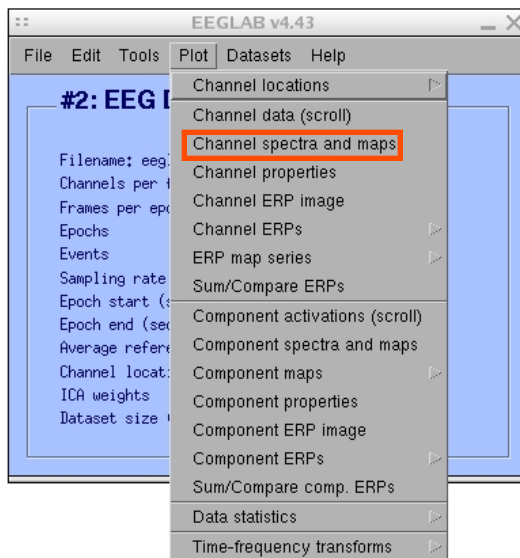 EEGLAB v4.43
File Edit Tools Plot Datasets Help
#2: EEG
Filename: eegl
Channels per
Frames per epo
Epochs
Events
Sampling rate
Epoch start (s
Epoch end (sec
Average refere
Channel locat
ICA weights
Dataset size
Channel locations
Channel data (scroll)
Channel spectra and maps
Channel properties
Channel ERP image
Channel ERPs
ERP map series
Sum/Compare ERPs
Component activations (scroll)
Component spectra and maps
Component maps
Component properties
Component ERP image
Component ERPs
Sum/Compare comp. ERPs
Data statistics
Time-frequency transforms